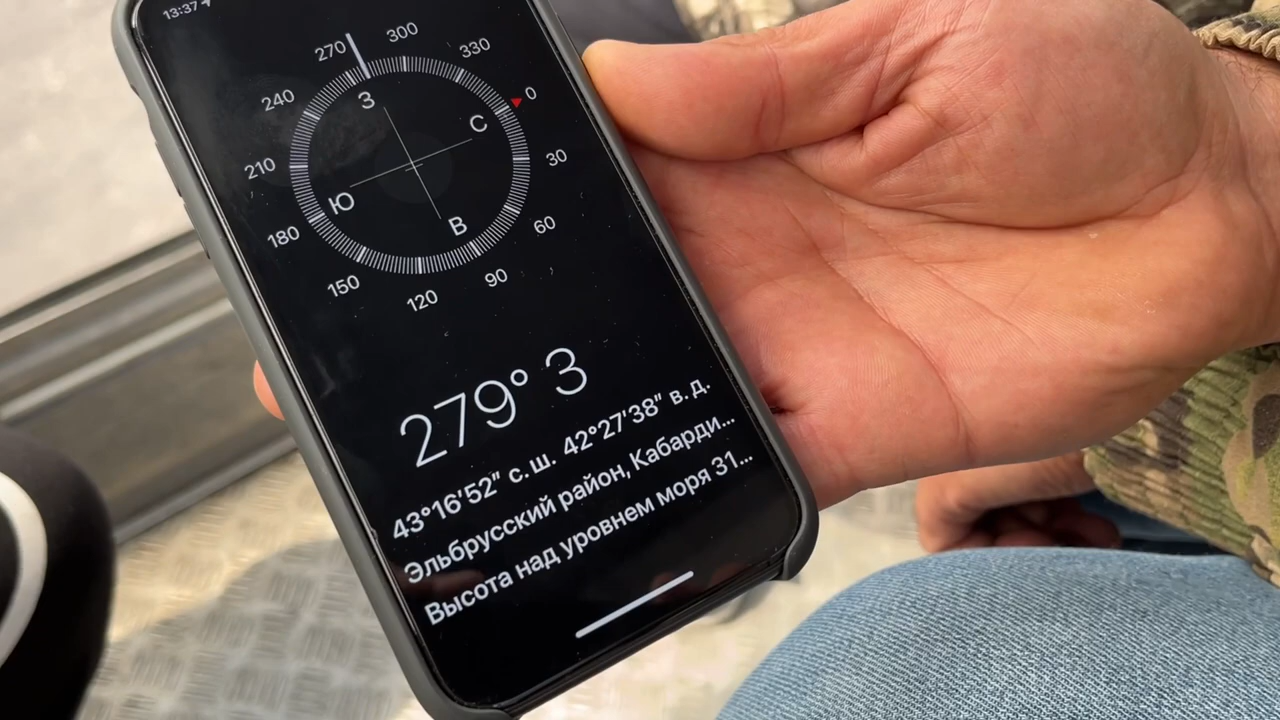 13:37
270 300 330
240 0
З С
210 30
Ю В
180 60
150 120 90
279° З
43°16'52" с.ш. 42°27'38" в.д.
Эльбрусский район, Кабарди...
Высота над уровнем моря 31...